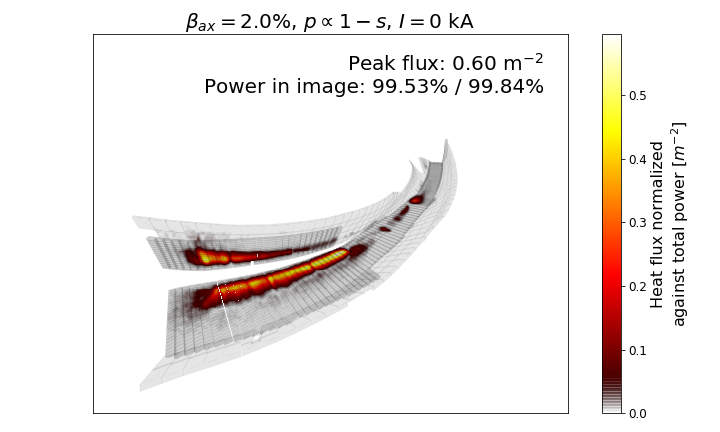 β_ax = 2.0%, p ∝ 1 − s, I = 0 kA
Peak flux: 0.60 m⁻²
Power in image: 99.53% / 99.84%
0.5
0.4
0.3
0.2
0.1
0.0
Heat flux normalized
against total power [m⁻²]